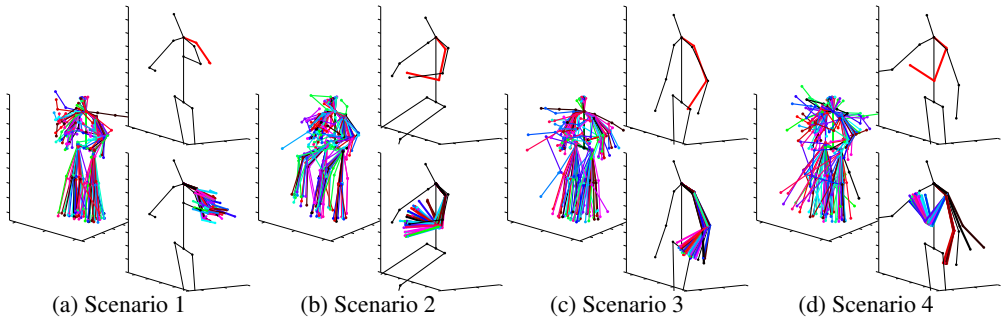 (a) Scenario 1
(b) Scenario 2
(c) Scenario 3
(d) Scenario 4